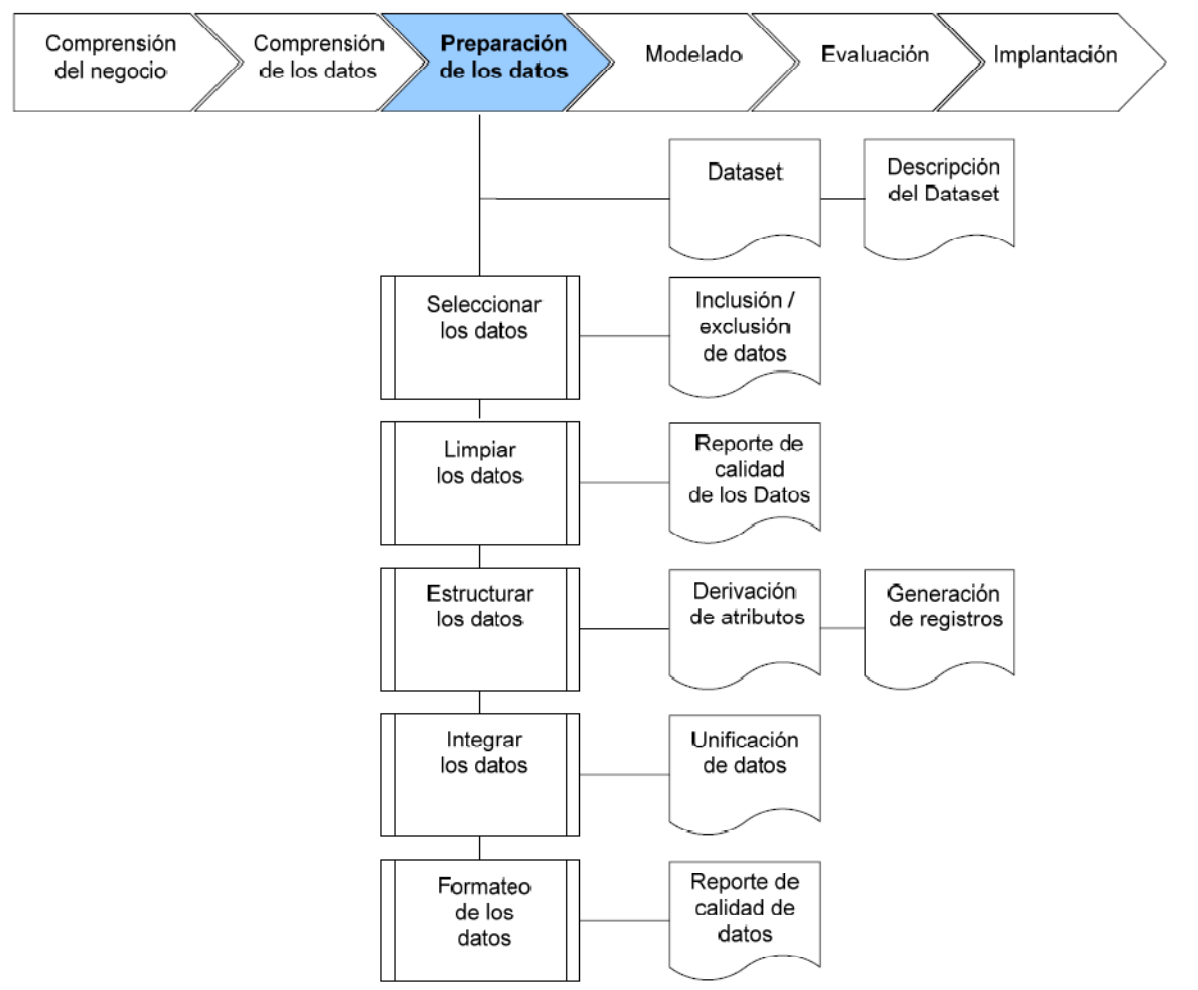 Comprensión
del negocio
Comprensión
de los datos
Preparación
de los datos
Modelado
Evaluación
Implantación
Dataset
Descripción
del Dataset
Seleccionar
los datos
Inclusión /
exclusión
de datos
Limpiar
los datos
Reporte de
calidad
de los Datos
Estructurar
los datos
Derivación
de atributos
Generación
de registros
Integrar
los datos
Unificación
de datos
Formateo
de los
datos
Reporte de
calidad de
datos